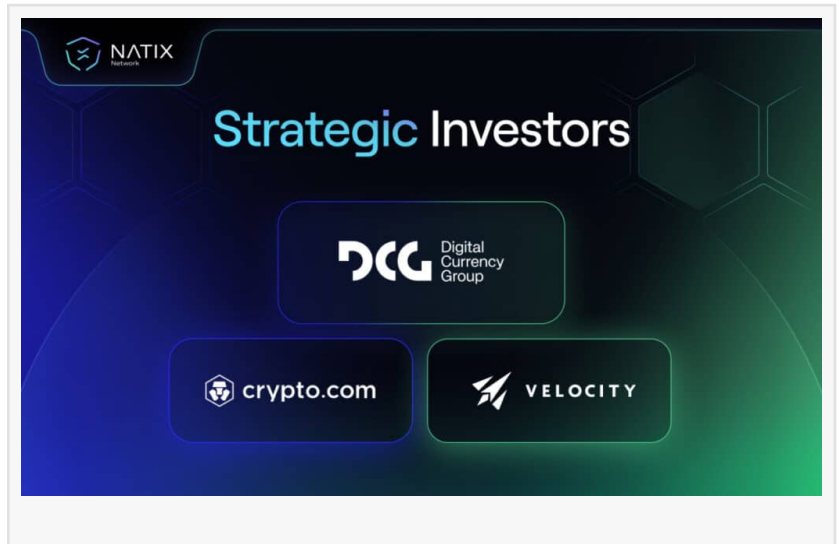 NATIX
Network
Strategic Investors
DCG Digital
Currency
Group
crypto.com
VELOCITY